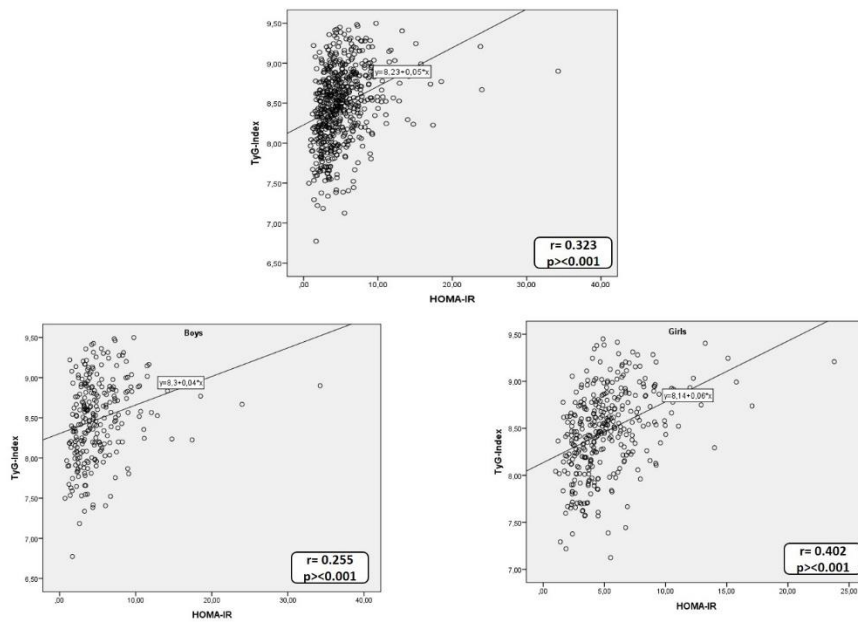 9,50
9,00
8,50
8,00
7,50
7,00
6,50
TyG-Index
y=8,23+0,05*x
r= 0.323
p><0.001
,00 10,00 20,00 30,00 40,00
HOMA-IR
Boys
9,50
9,00
8,50
8,00
7,50
7,00
6,50
TyG-Index
y=8,3+0,04*x
r= 0.255
p><0.001
,00 10,00 20,00 30,00 40,00
HOMA-IR
Girls
9,50
9,00
8,50
8,00
7,50
7,00
TyG-Index
y=8,14+0,06*x
r= 0.402
p><0.001
,00 5,00 10,00 15,00 20,00 25,00
HOMA-IR